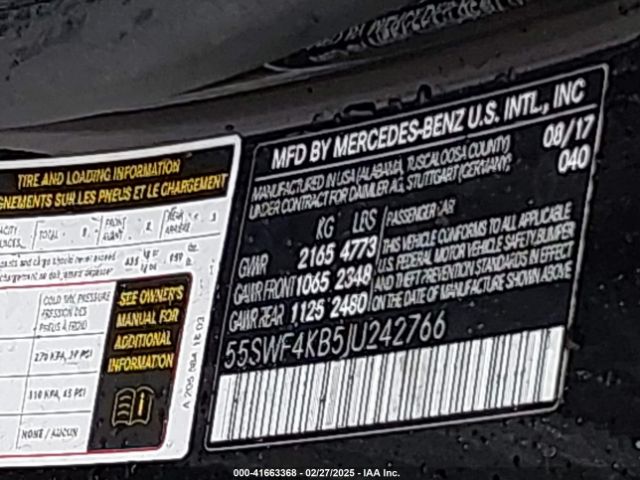 TIRE AND LOADING INFORMATION
GNEMENTS SUR LES PNEUS ET LE CHARGEMENT
TOTAL
FRONT
COLD TIRE PRESSURE
PRESSION DES
PNEUS À FROID
270 KPA, 39 PSI
310 KPA, 45 PSI
NONE / AUCUN
SEE OWNER'S
MANUAL FOR
ADDITIONAL
INFORMATION
MFD BY MERCEDES-BENZ U.S. INTL., INC
MANUFACTURED IN USA (ALABAMA, TUSCALOOSA COUNTY)
UNDER CONTRACT FOR DAIMLER AG, STUTTGART (GERMANY)
08/17
040
KG LBS
GVWR 2165 4773
GAWR FRONT 1065 2348
GAWR REAR 1125 2480
PASSENGER CAR
THIS VEHICLE CONFORMS TO ALL APPLICABLE
U.S. FEDERAL MOTOR VEHICLE SAFETY, BUMPER
AND THEFT PREVENTION STANDARDS IN EFFECT
ON THE DATE OF MANUFACTURE SHOWN ABOVE
55SWF4KB5JU242766
000-41663368 - 02/27/2025 - IAA Inc.